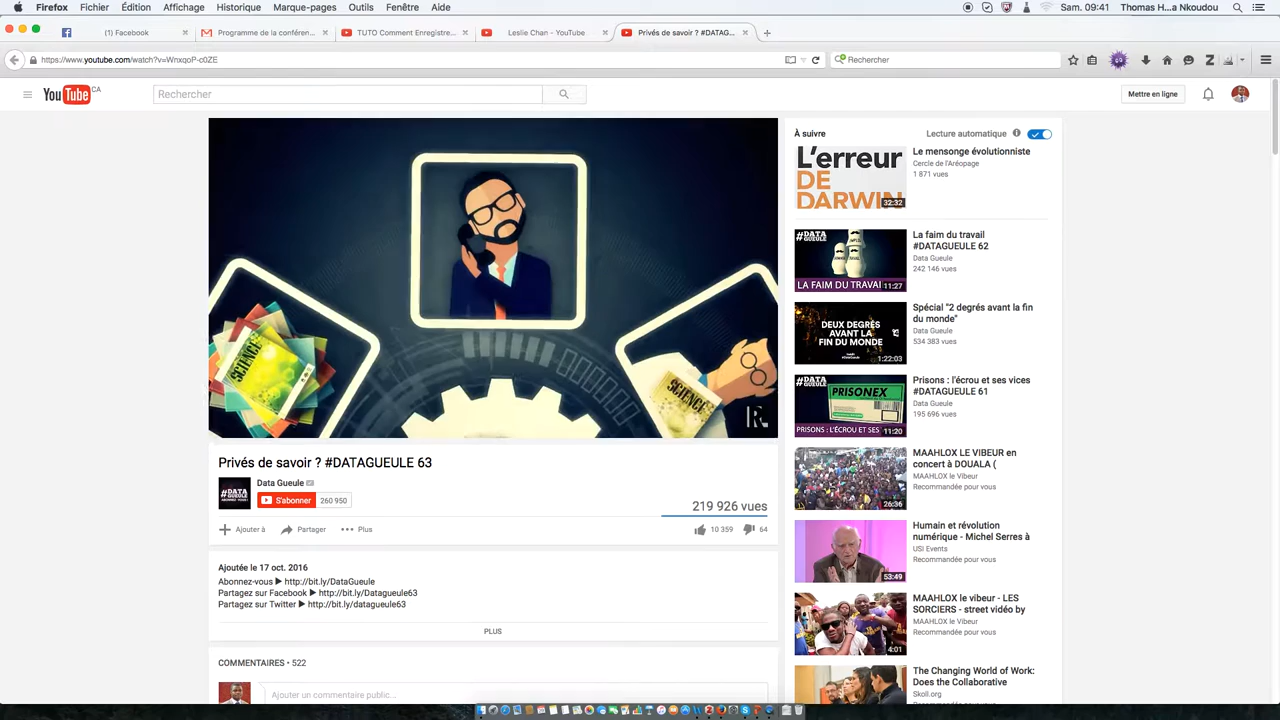 Firefox Fichier Édition Affichage Historique Marque-pages Outils Fenêtre Aide
Sam. 09:41 Thomas H...a Nkoudou
(1) Facebook
Programme de la conféren...
TUTO Comment Enregistre...
Leslie Chan - YouTube
Privés de savoir ? #DATAG...
https://www.youtube.com/watch?v=WnxqoP-c0ZE
Rechercher
YouTube CA
Rechercher
Mettre en ligne
SCIENCE
SCIENCE
Privés de savoir ? #DATAGUEULE 63
Data Gueule
S'abonner 260 950
219 926 vues
Ajouter à Partager Plus
10 359 64
Ajoutée le 17 oct. 2016
Abonnez-vous ▶ http://bit.ly/DataGueule
Partagez sur Facebook ▶ http://bit.ly/Datagueule63
Partagez sur Twitter ▶ http://bit.ly/datagueule63
PLUS
COMMENTAIRES • 522
Ajouter un commentaire public...
À suivre
Lecture automatique
L'erreur
DE
DARWIN
32:32
Le mensonge évolutionniste
Cercle de l'Aréopage
1 871 vues
#DATA
GUEULE
LA FAIM DU TRAVAI
11:27
La faim du travail
#DATAGUEULE 62
Data Gueule
242 146 vues
DEUX DEGRÉS
AVANT LA
FIN DU MONDE
1:22:03
Spécial "2 degrés avant la fin
du monde"
Data Gueule
534 383 vues
#DATA
GUEULE
PRISONEX
PRISONS : L'ÉCROU ET SES
11:20
Prisons : l'écrou et ses vices
#DATAGUEULE 61
Data Gueule
195 696 vues
26:36
MAAHLOX LE VIBEUR en
concert à DOUALA (
MAAHLOX le Vibeur
Recommandée pour vous
53:49
Humain et révolution
numérique - Michel Serres à
USI Events
Recommandée pour vous
4:01
MAAHLOX le vibeur - LES
SORCIERS - street vidéo by
MAAHLOX le Vibeur
Recommandée pour vous
The Changing World of Work:
Does the Collaborative
Skoll.org